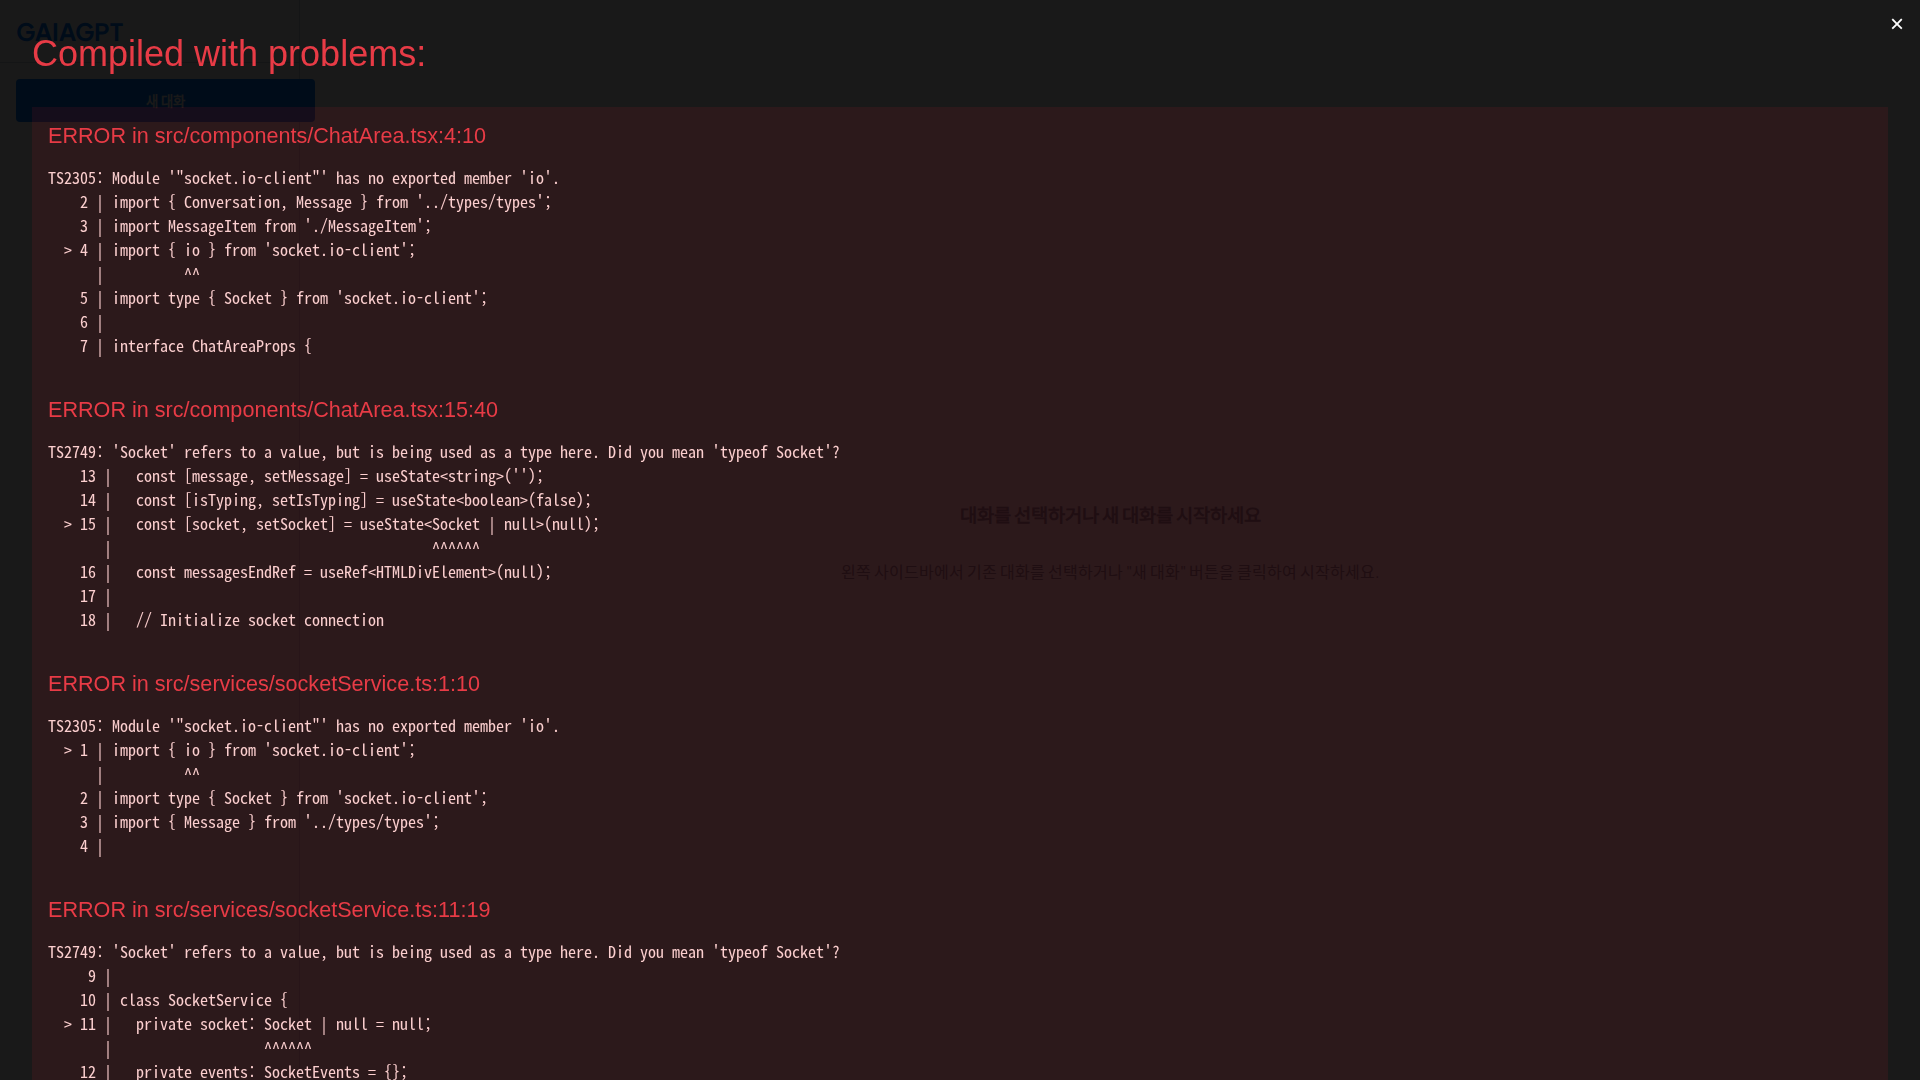 GAIAGPT
×
Compiled with problems:
새 대화
ERROR in src/components/ChatArea.tsx:4:10
TS2305: Module '"socket.io-client"' has no exported member 'io'.
    2 | import { Conversation, Message } from '../types/types';
    3 | import MessageItem from './MessageItem';
  > 4 | import { io } from 'socket.io-client';
      |          ^^
    5 | import type { Socket } from 'socket.io-client';
    6 |
    7 | interface ChatAreaProps {
ERROR in src/components/ChatArea.tsx:15:40
TS2749: 'Socket' refers to a value, but is being used as a type here. Did you mean 'typeof Socket'?
    13 |   const [message, setMessage] = useState<string>('');
    14 |   const [isTyping, setIsTyping] = useState<boolean>(false);
  > 15 |   const [socket, setSocket] = useState<Socket | null>(null);
       |                                        ^^^^^^
    16 |   const messagesEndRef = useRef<HTMLDivElement>(null);
    17 |
    18 |   // Initialize socket connection
대화를 선택하거나 새 대화를 시작하세요
왼쪽 사이드바에서 기존 대화를 선택하거나 "새 대화" 버튼을 클릭하여 시작하세요.
ERROR in src/services/socketService.ts:1:10
TS2305: Module '"socket.io-client"' has no exported member 'io'.
  > 1 | import { io } from 'socket.io-client';
      |          ^^
    2 | import type { Socket } from 'socket.io-client';
    3 | import { Message } from '../types/types';
    4 |
ERROR in src/services/socketService.ts:11:19
TS2749: 'Socket' refers to a value, but is being used as a type here. Did you mean 'typeof Socket'?
     9 |
    10 | class SocketService {
  > 11 |   private socket: Socket | null = null;
       |                   ^^^^^^
    12 |   private events: SocketEvents = {};